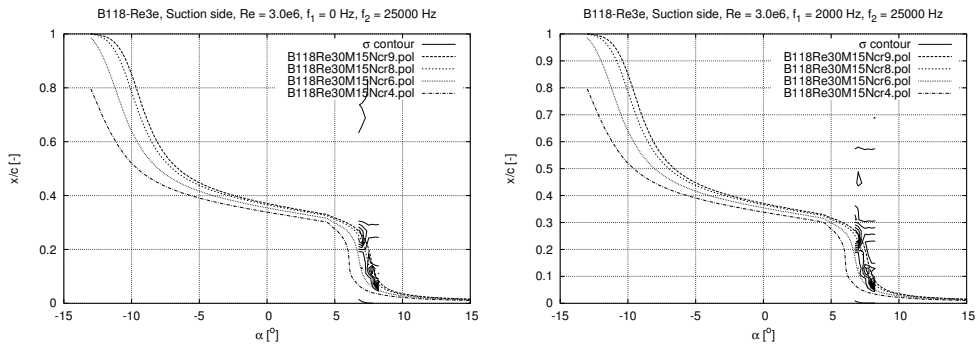 B118-Re3e, Suction side, Re = 3.0e6, f₁ = 0 Hz, f₂ = 25000 Hz
σ contour
B118Re30M15Ncr9.pol
B118Re30M15Ncr8.pol
B118Re30M15Ncr6.pol
B118Re30M15Ncr4.pol
x/c [-]
1
0.8
0.6
0.4
0.2
0
-15
-10
-5
0
5
10
15
α [°]
B118-Re3e, Suction side, Re = 3.0e6, f₁ = 2000 Hz, f₂ = 25000 Hz
σ contour
B118Re30M15Ncr9.pol
B118Re30M15Ncr8.pol
B118Re30M15Ncr6.pol
B118Re30M15Ncr4.pol
x/c [-]
1
0.9
0.8
0.7
0.6
0.5
0.4
0.3
0.2
0.1
0
-15
-10
-5
0
5
10
15
α [°]